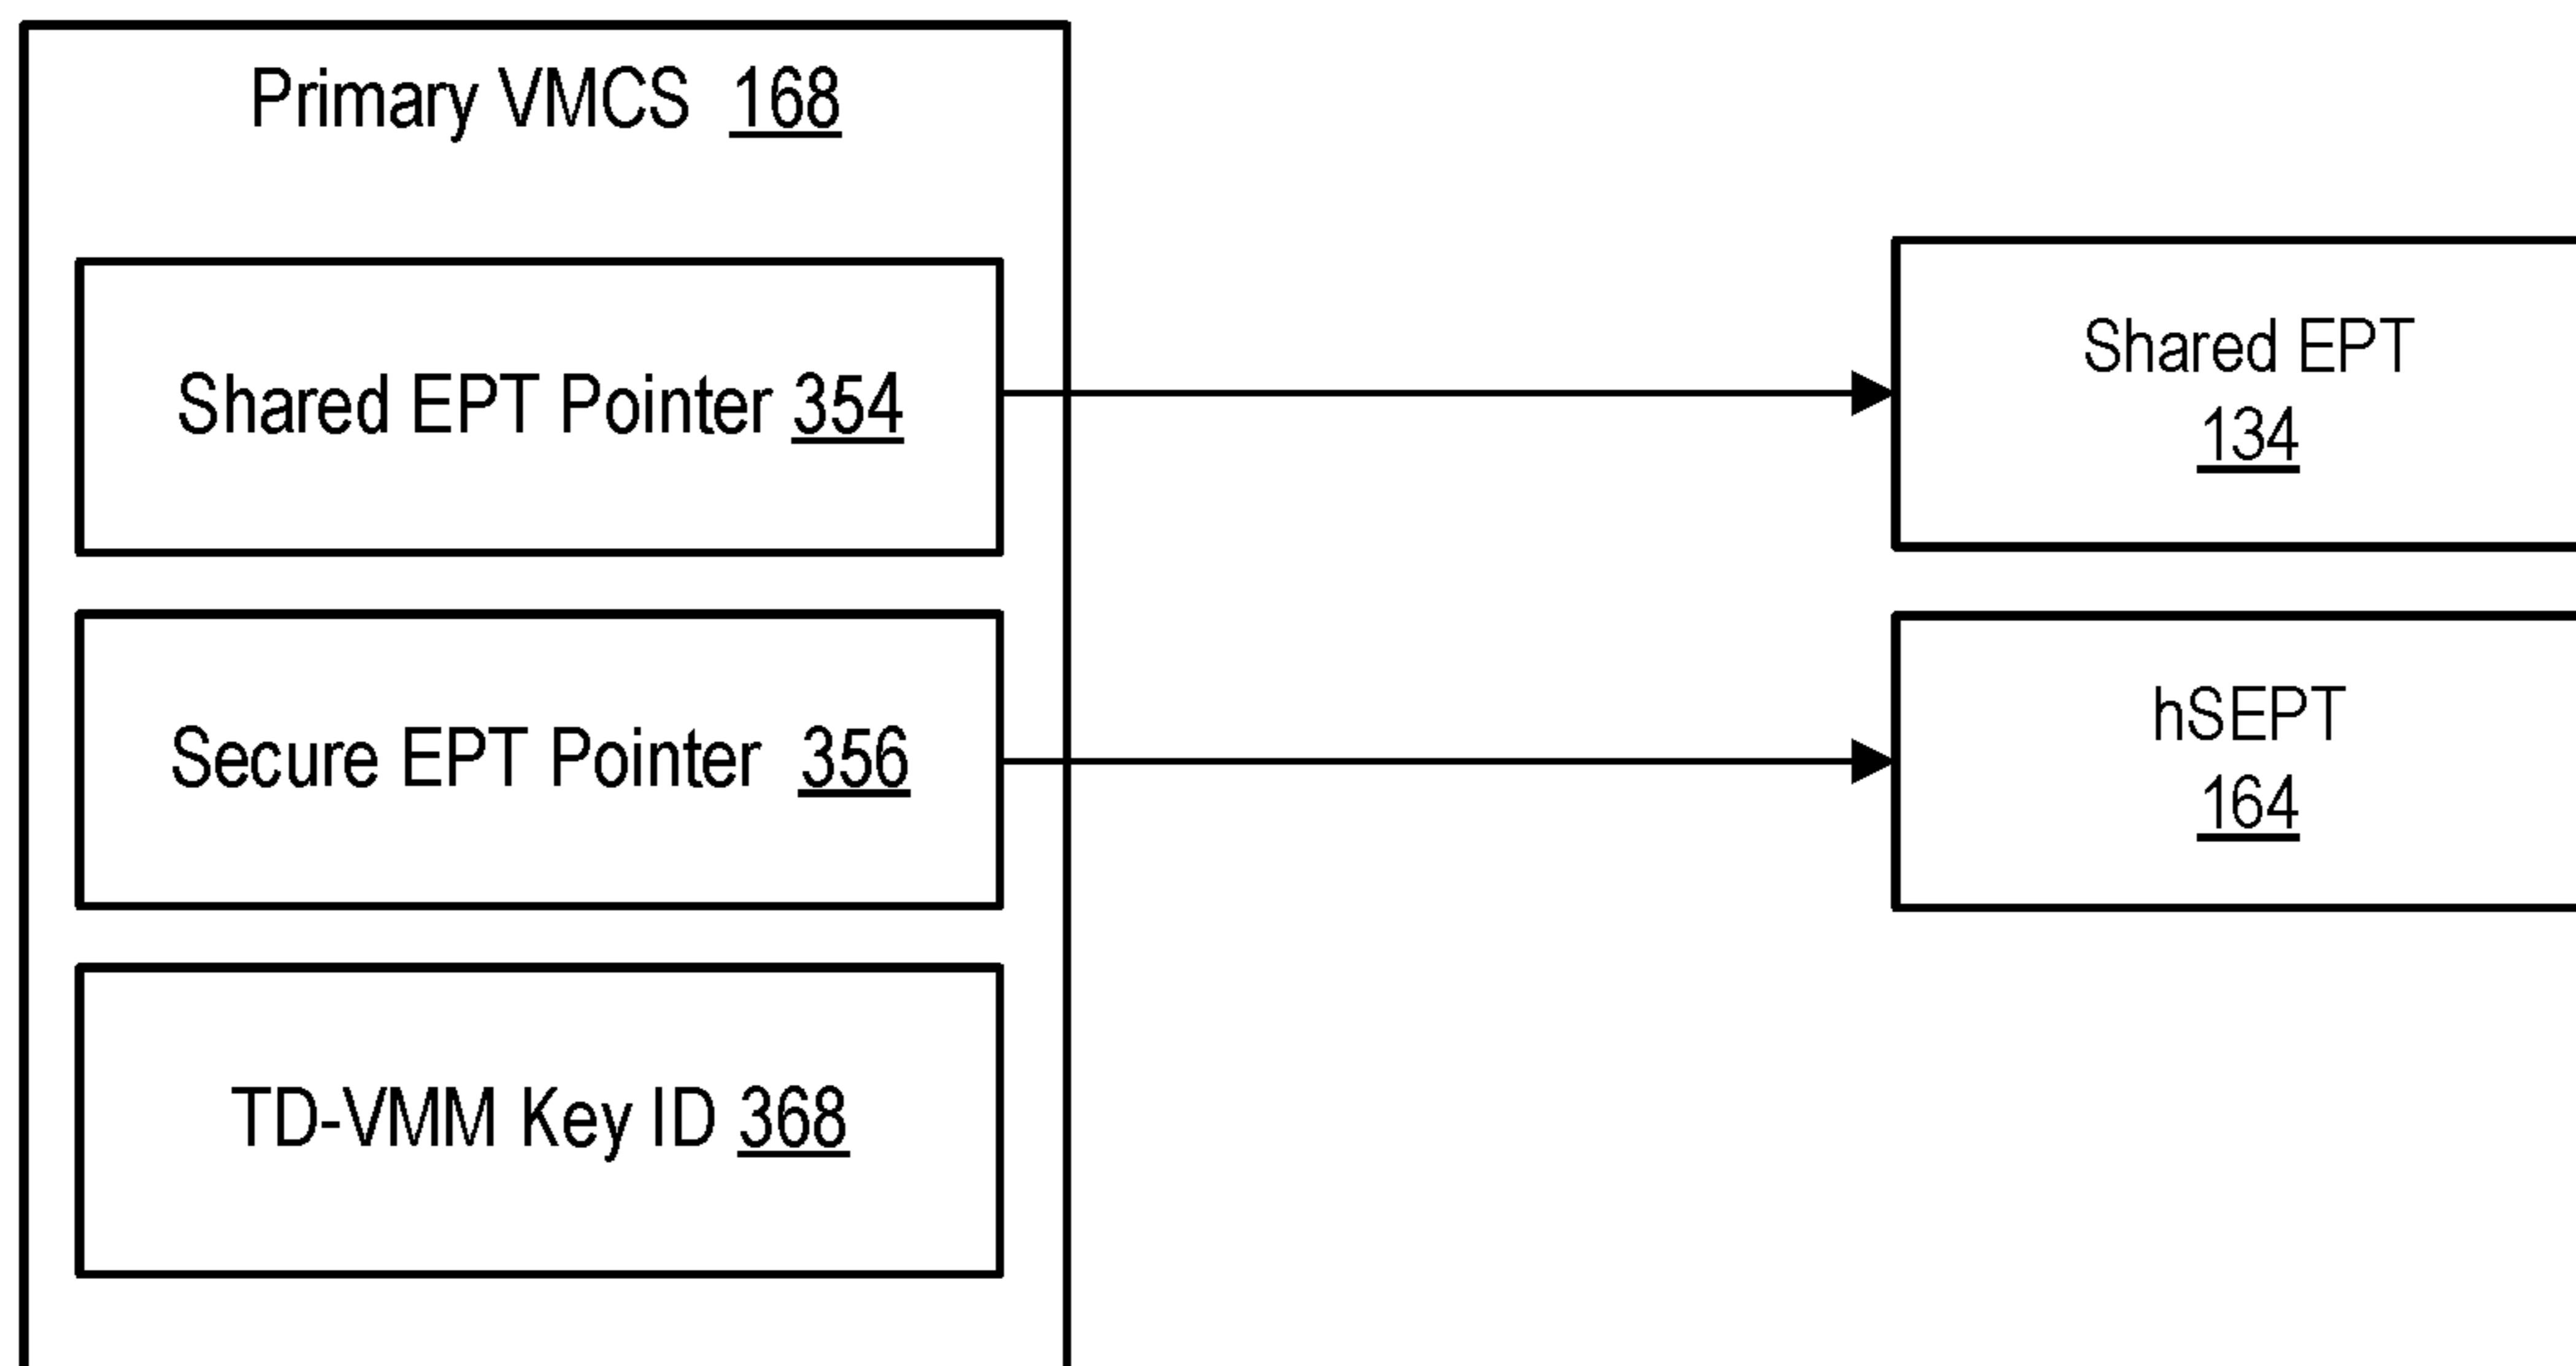 Primary VMCS 168
Shared EPT Pointer 354
Shared EPT
134
Secure EPT Pointer 356
hSEPT
164
TD-VMM Key ID 368